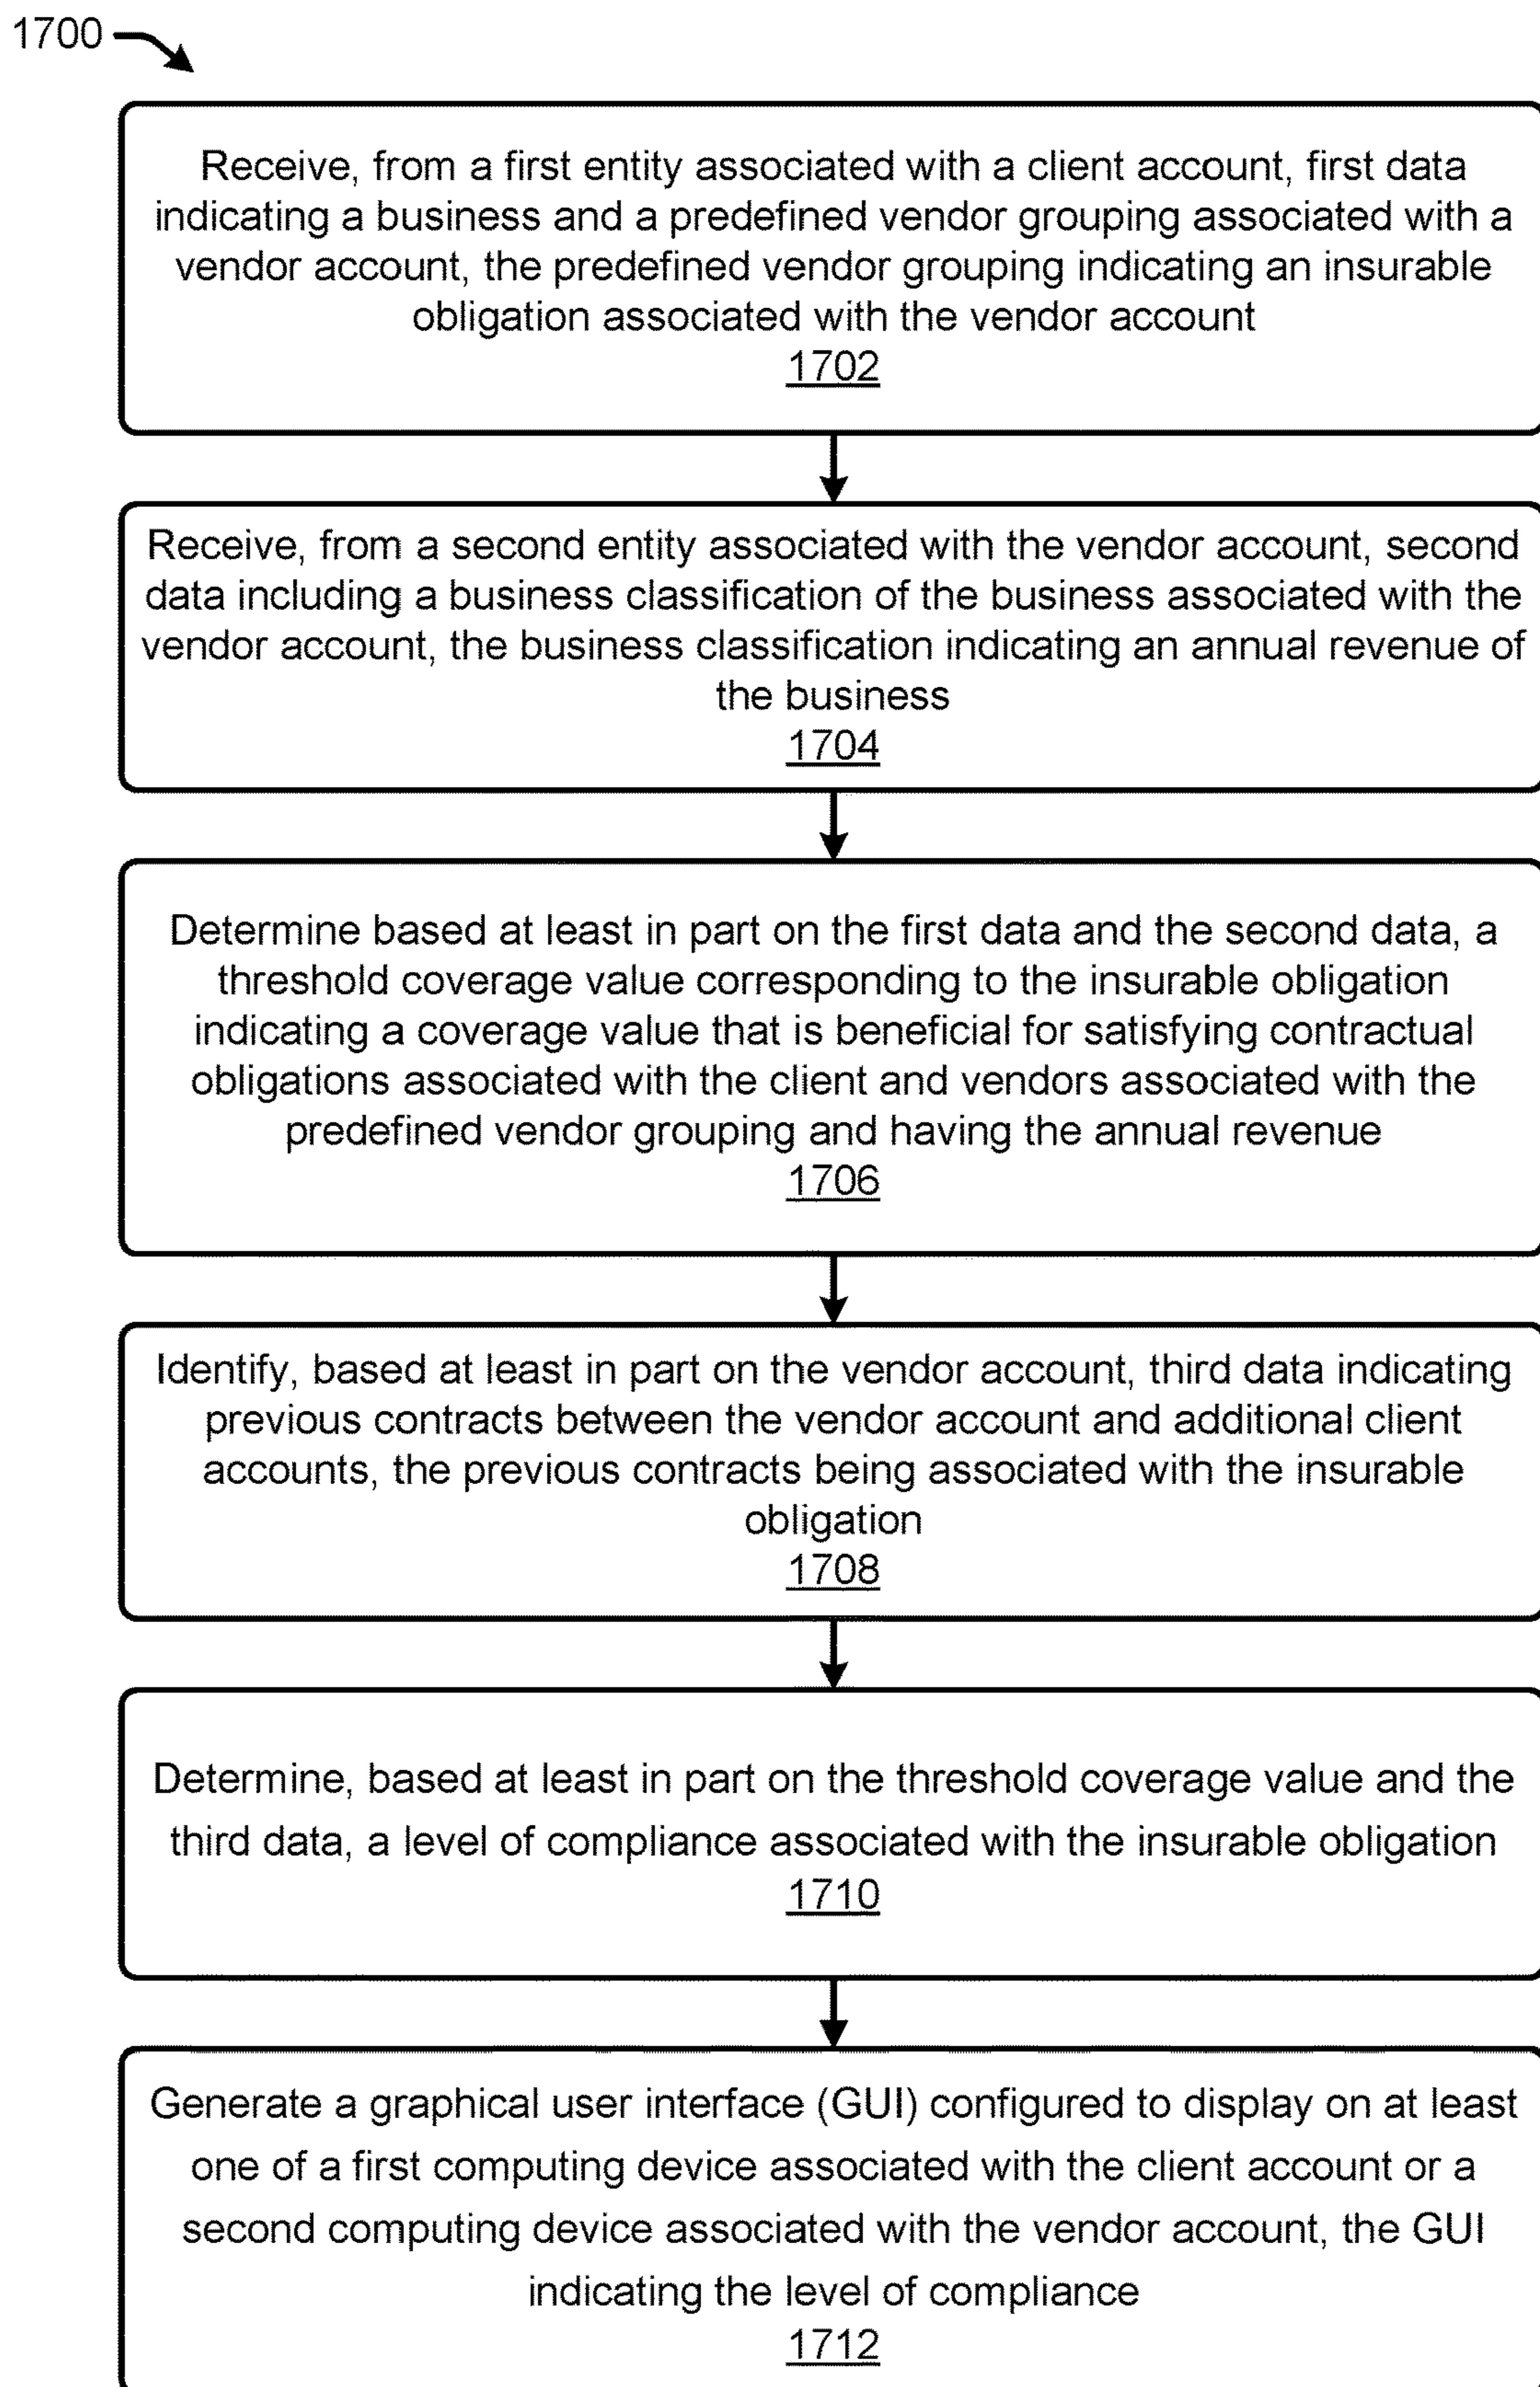 1700
Receive, from a first entity associated with a client account, first data
indicating a business and a predefined vendor grouping associated with a
vendor account, the predefined vendor grouping indicating an insurable
obligation associated with the vendor account
1702
Receive, from a second entity associated with the vendor account, second
data including a business classification of the business associated with the
vendor account, the business classification indicating an annual revenue of
the business
1704
Determine based at least in part on the first data and the second data, a
threshold coverage value corresponding to the insurable obligation
indicating a coverage value that is beneficial for satisfying contractual
obligations associated with the client and vendors associated with the
predefined vendor grouping and having the annual revenue
1706
Identify, based at least in part on the vendor account, third data indicating
previous contracts between the vendor account and additional client
accounts, the previous contracts being associated with the insurable
obligation
1708
Determine, based at least in part on the threshold coverage value and the
third data, a level of compliance associated with the insurable obligation
1710
Generate a graphical user interface (GUI) configured to display on at least
one of a first computing device associated with the client account or a
second computing device associated with the vendor account, the GUI
indicating the level of compliance
1712